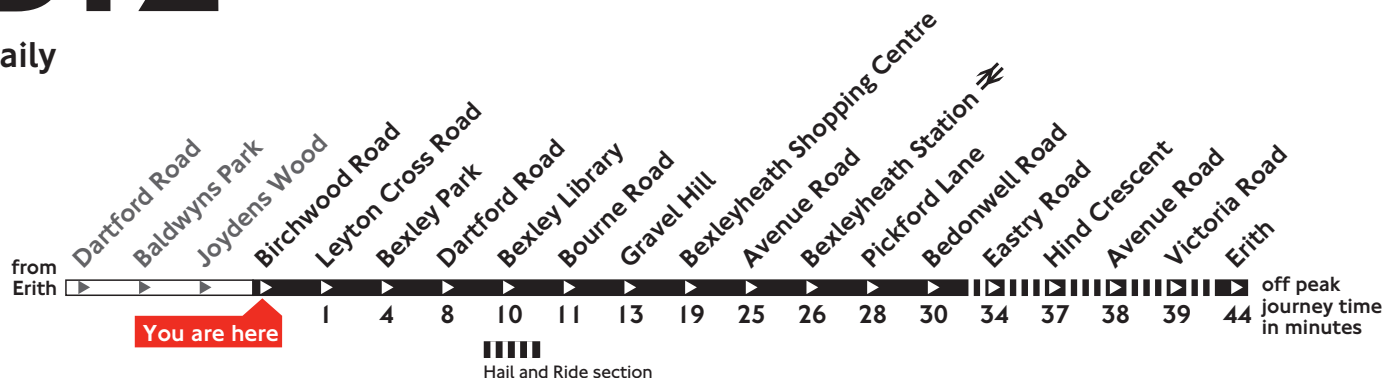 from
Erith
Dartford Road
Baldwyns Park
Joydens Wood
Birchwood Road
Leyton Cross Road
Bexley Park
Dartford Road
Bexley Library
Bourne Road
Gravel Hill
Bexleyheath Shopping Centre
Avenue Road
Bexleyheath Station
Pickford Lane
Bedonwell Road
Eastry Road
Hind Crescent
Avenue Road
Victoria Road
Erith
You are here
1 4 8 10 11 13 19 25 26 28 30 34 37 38 39 44
off peak
journey time
in minutes
Hail and Ride section